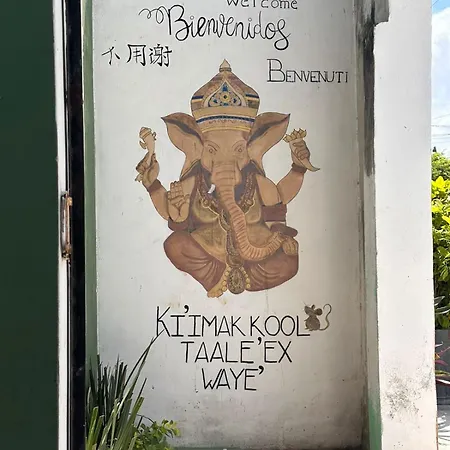 Welcome
Bienvenidos
不用谢
BENVENUTI
KI'IMAK KOOL
TAALE'EX
WAYE'